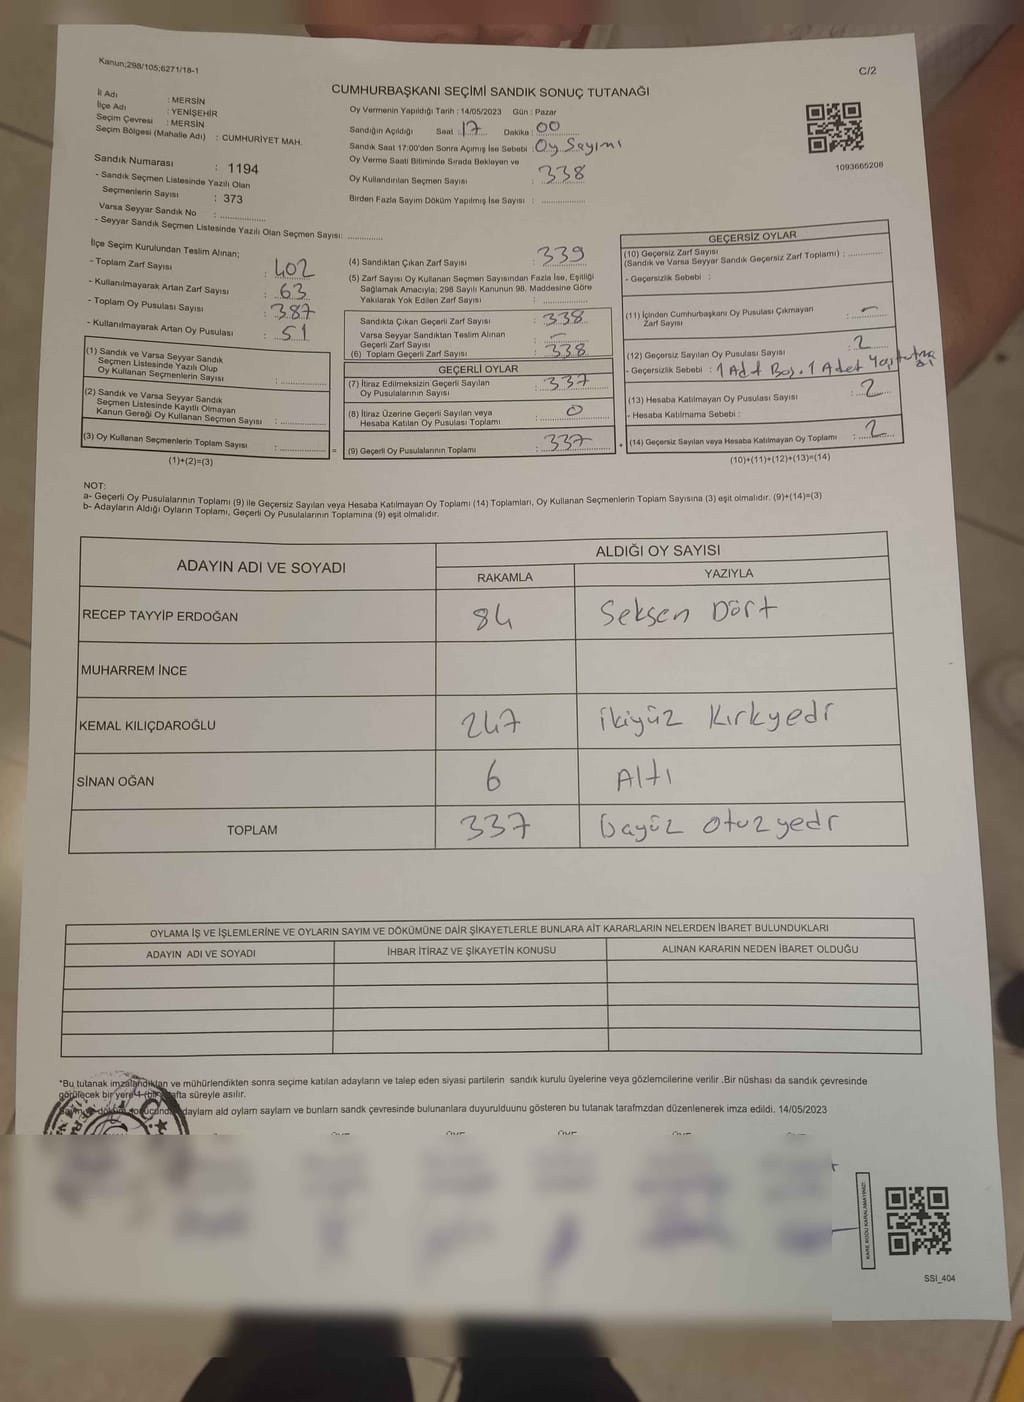 Kanun;298/105;6271/18-1
C/2
CUMHURBAŞKANI SEÇİMİ SANDIK SONUÇ TUTANAĞI
İl Adı : MERSİN
İlçe Adı : YENİŞEHİR
Seçim Çevresi : MERSİN
Seçim Bölgesi (Mahalle Adı) : CUMHURİYET MAH.
Oy Vermenin Yapıldığı Tarih : 14/05/2023 Gün : Pazar
Sandığın Açıldığı Saat : 17 Dakika : 00
Sandık Saat 17:00'den Sonra Açımış İse Sebebi : Oy Sayımı
Oy Verme Saati Bitiminde Sırada Bekleyen ve
Oy Kullandırılan Seçmen Sayısı : 338
Birden Fazla Sayım Döküm Yapılmış İse Sayısı :
1093665208
Sandık Numarası : 1194
- Sandık Seçmen Listesinde Yazılı Olan
Seçmenlerin Sayısı : 373
Varsa Seyyar Sandık No :
- Seyyar Sandık Seçmen Listesinde Yazılı Olan Seçmen Sayısı:
İlçe Seçim Kurulundan Teslim Alınan;
- Toplam Zarf Sayısı : 402
- Kullanılmayarak Artan Zarf Sayısı : 63
- Toplam Oy Pusulası Sayısı : 387
- Kullanılmayarak Artan Oy Pusulası : 51
(1) Sandık ve Varsa Seyyar Sandık
Seçmen Listesinde Yazılı Olup
Oy Kullanan Seçmenlerin Sayısı :
(2) Sandık ve Varsa Seyyar Sandık
Seçmen Listesinde Kayıtlı Olmayan
Kanun Gereği Oy Kullanan Seçmen Sayısı :
(3) Oy Kullanan Seçmenlerin Toplam Sayısı :
(1)+(2)=(3)
(4) Sandıktan Çıkan Zarf Sayısı : 339
(5) Zarf Sayısı Oy Kullanan Seçmen Sayısından Fazla İse, Eşitliği
Sağlamak Amacıyla; 298 Sayılı Kanunun 98. Maddesine Göre
Yakılarak Yok Edilen Zarf Sayısı :
Sandıkta Çıkan Geçerli Zarf Sayısı : 338
Varsa Seyyar Sandıktan Teslim Alınan
Geçerli Zarf Sayısı : -
(6) Toplam Geçerli Zarf Sayısı : 338
=
GEÇERLİ OYLAR
(7) İtiraz Edilmeksizin Geçerli Sayılan
Oy Pusulalarının Sayısı : 337
(8) İtiraz Üzerine Geçerli Sayılan veya
Hesaba Katılan Oy Pusulası Toplamı : 0
(9) Geçerli Oy Pusulalarının Toplamı : 337
+
GEÇERSİZ OYLAR
(10) Geçersiz Zarf Sayısı
(Sandık ve Varsa Seyyar Sandık Geçersiz Zarf Toplamı) :
- Geçersizlik Sebebi :
(11) İçinden Cumhurbaşkanı Oy Pusulası Çıkmayan
Zarf Sayısı : -
(12) Geçersiz Sayılan Oy Pusulası Sayısı : 2
- Geçersizlik Sebebi : 1 Adet Boş. 1 Adet
(13) Hesaba Katılmayan Oy Pusulası Sayısı : 2
- Hesaba Katılmama Sebebi :
(14) Geçersiz Sayılan veya Hesaba Katılmayan Oy Toplamı : 2
(10)+(11)+(12)+(13)=(14)
NOT:
a- Geçerli Oy Pusulalarının Toplamı (9) ile Geçersiz Sayılan veya Hesaba Katılmayan Oy Toplamı (14) Toplamları, Oy Kullanan Seçmenlerin Toplam Sayısına (3) eşit olmalıdır. (9)+(14)=(3)
b- Adayların Aldığı Oyların Toplamı, Geçerli Oy Pusulalarının Toplamına (9) eşit olmalıdır.
ADAYIN ADI VE SOYADI
ALDIĞI OY SAYISI
RAKAMLA YAZIYLA
RECEP TAYYİP ERDOĞAN 84 Seksen Dört
MUHARREM İNCE
KEMAL KILIÇDAROĞLU 247 ikiyüz Kırkyedi
SİNAN OĞAN 6 Altı
TOPLAM 337 otuzyedi
OYLAMA İŞ VE İŞLEMLERİNE VE OYLARIN SAYIM VE DÖKÜMÜNE DAİR ŞİKAYETLERLE BUNLARA AİT KARARLARIN NELERDEN İBARET BULUNDUKLARI
ADAYIN ADI VE SOYADI İHBAR İTİRAZ VE ŞİKAYETİN KONUSU ALINAN KARARIN NEDEN İBARET OLDUĞU
*Bu tutanak imzalandıktan ve mühürlendikten sonra seçime katılan adayların ve talep eden siyasi partilerin sandık kurulu üyelerine veya gözlemcilerine verilir .Bir nüshası da sandık çevresinde
görülecek bir yere 1 (bir) hafta süreyle asılır.
Sayım ve döküm sonucunda adaylam ald oylam saylam ve bunlarn sandk çevresinde bulunanlara duyurulduunu gösteren bu tutanak tarafmzdan düzenlenerek imza edildi. 14/05/2023
KARE KODU KARALAMAYINIZ!
SSI_404